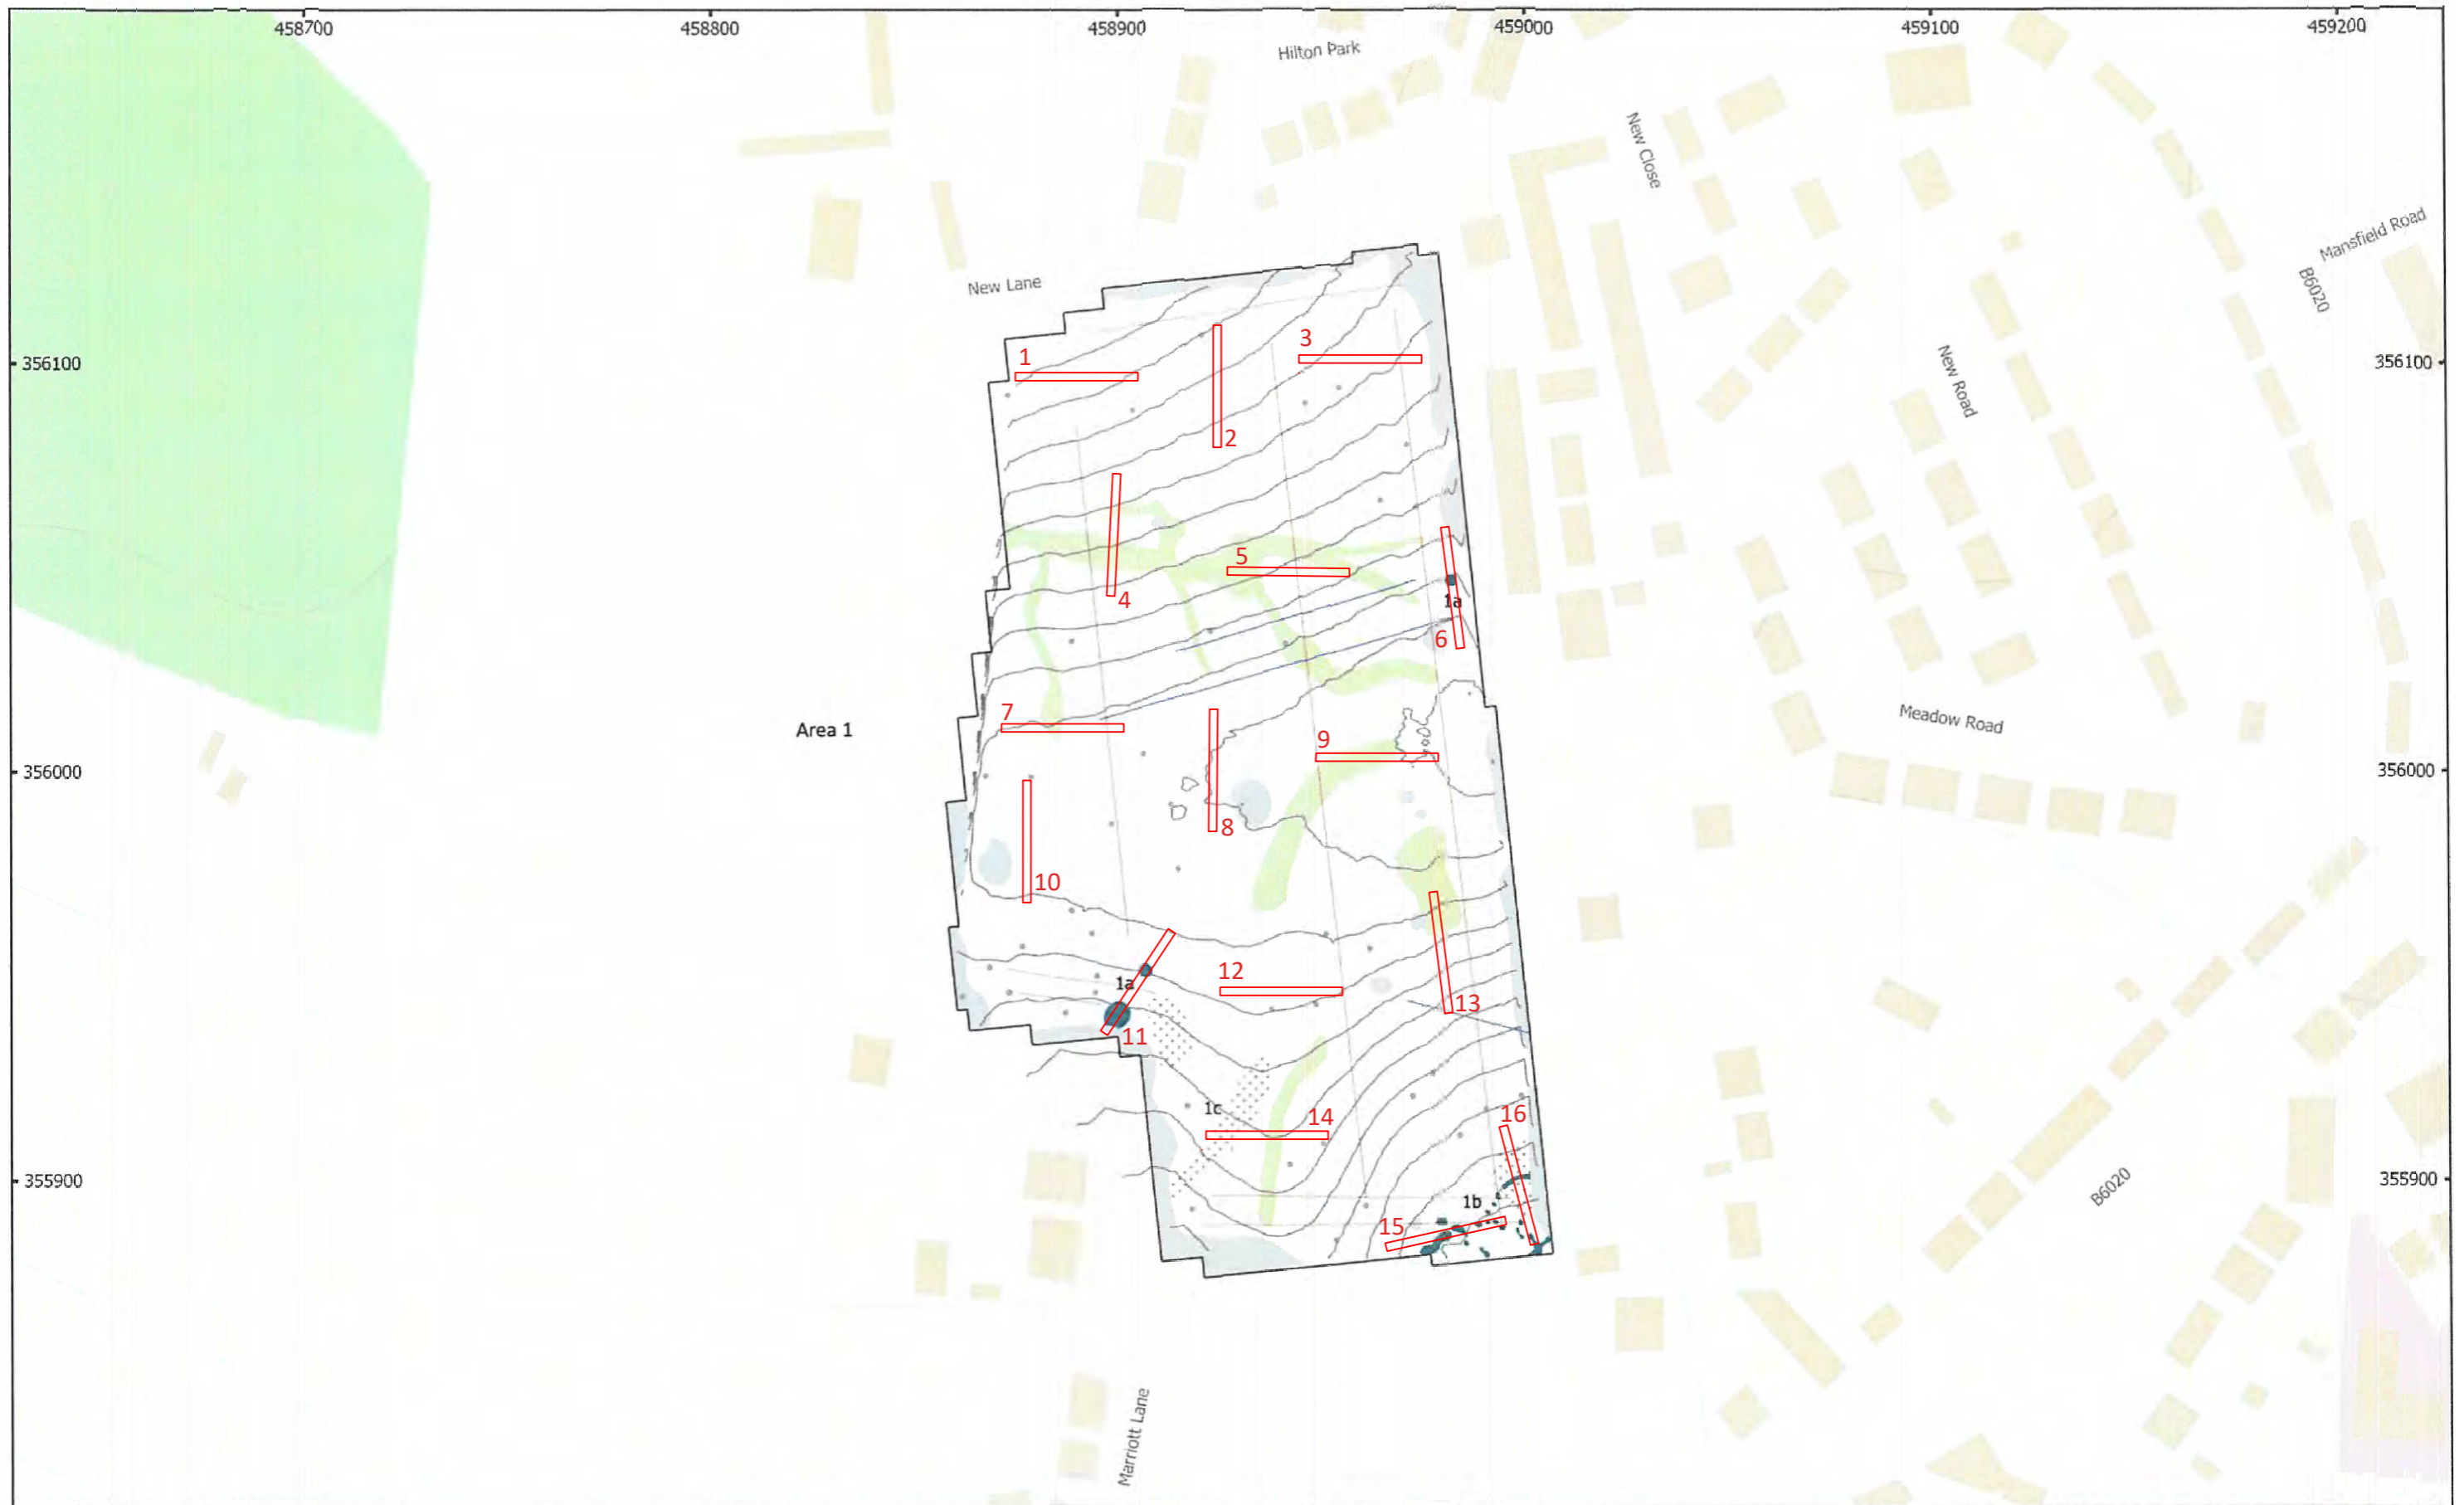 458700
458800
458900
459000
459100
459200
Hilton Park
New Close
Mansfield Road
B6020
New Lane
3
1
356100
356100
New Road
2
5
4
1a
6
7
Meadow Road
Area 1
9
356000
356000
8
10
12
1a
13
11
1c
14
16
355900
355900
B6020
1b
15
Marriott Lane